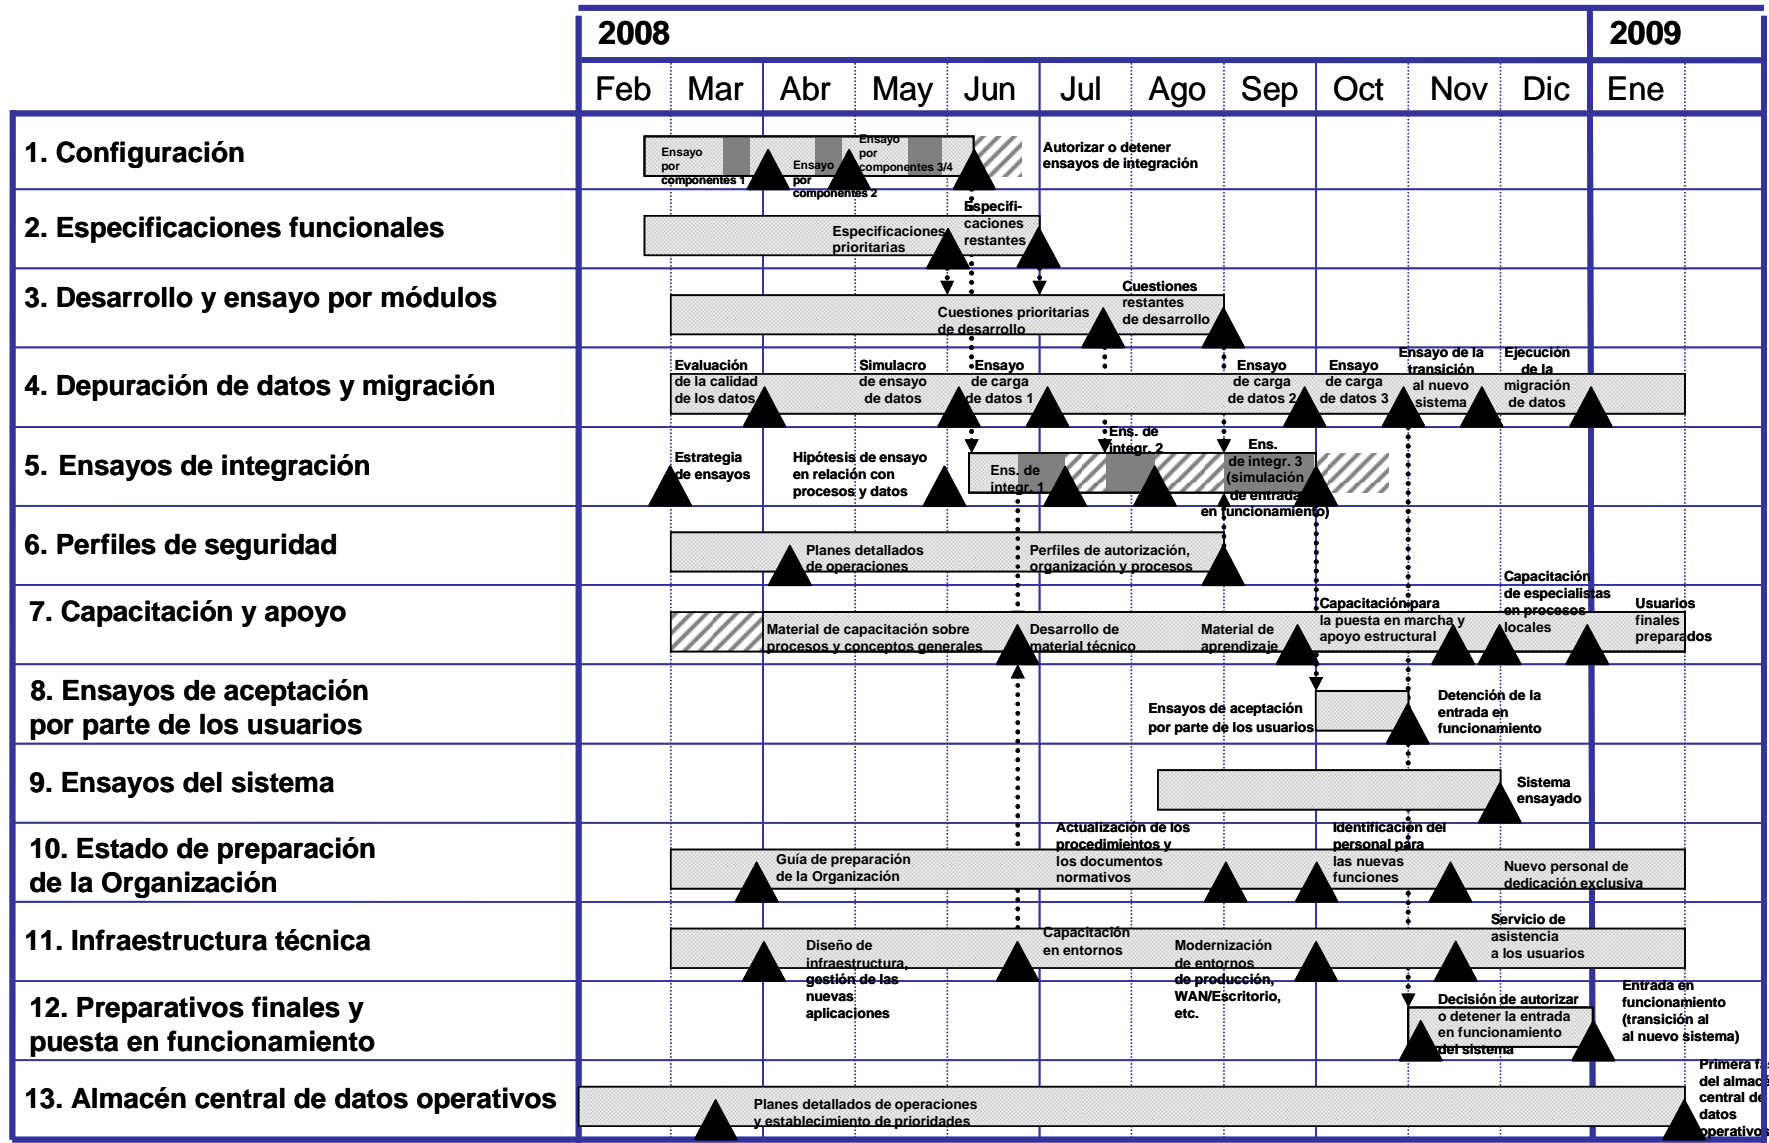 2008
2009
Feb
Mar
Abr
May
Jun
Jul
Ago
Sep
Oct
Nov
Dic
Ene
1. Configuración
Ensayo
por
componentes 1
Ensayo
por
componentes 2
Ensayo
por
componentes 3/4
Autorizar o detener
ensayos de integración
2. Especificaciones funcionales
Especificaciones
prioritarias
Especifi-
caciones
restantes
3. Desarrollo y ensayo por módulos
Cuestiones prioritarias
de desarrollo
Cuestiones
restantes
de desarrollo
4. Depuración de datos y migración
Evaluación
de la calidad
de los datos
Simulacro
de ensayo
de datos
Ensayo
de carga
de datos 1
Ensayo
de carga
de datos 2
Ensayo
de carga
de datos 3
Ensayo de la
transición
al nuevo
sistema
Ejecución
de la
migración
de datos
5. Ensayos de integración
Estrategia
de ensayos
Hipótesis de ensayo
en relación con
procesos y datos
Ens. de
integr. 1
Ens. de
integr. 2
Ens.
de integr. 3
(simulación
de entrada
en funcionamiento)
6. Perfiles de seguridad
Planes detallados
de operaciones
Perfiles de autorización,
organización y procesos
7. Capacitación y apoyo
Material de capacitación sobre
procesos y conceptos generales
Desarrollo de
material técnico
Material de
aprendizaje
Capacitación para
la puesta en marcha y
apoyo estructural
Capacitación
de especialistas
en procesos
locales
Usuarios
finales
preparados
8. Ensayos de aceptación
por parte de los usuarios
Ensayos de aceptación
por parte de los usuarios
Detención de la
entrada en
funcionamiento
9. Ensayos del sistema
Sistema
ensayado
10. Estado de preparación
de la Organización
Guía de preparación
de la Organización
Actualización de los
procedimientos y
los documentos
normativos
Identificación del
personal para
las nuevas
funciones
Nuevo personal de
dedicación exclusiva
11. Infraestructura técnica
Diseño de
infraestructura,
gestión de las
nuevas
aplicaciones
Capacitación
en entornos
Modernización
de entornos
de producción,
WAN/Escritorio,
etc.
Servicio de
asistencia
a los usuarios
12. Preparativos finales y
puesta en funcionamiento
Decisión de autorizar
o detener la entrada
en funcionamiento
del sistema
Entrada en
funcionamiento
(transición al
al nuevo sistema)
13. Almacén central de datos operativos
Planes detallados de operaciones
y establecimiento de prioridades
Primera
del
central de
datos
operativos